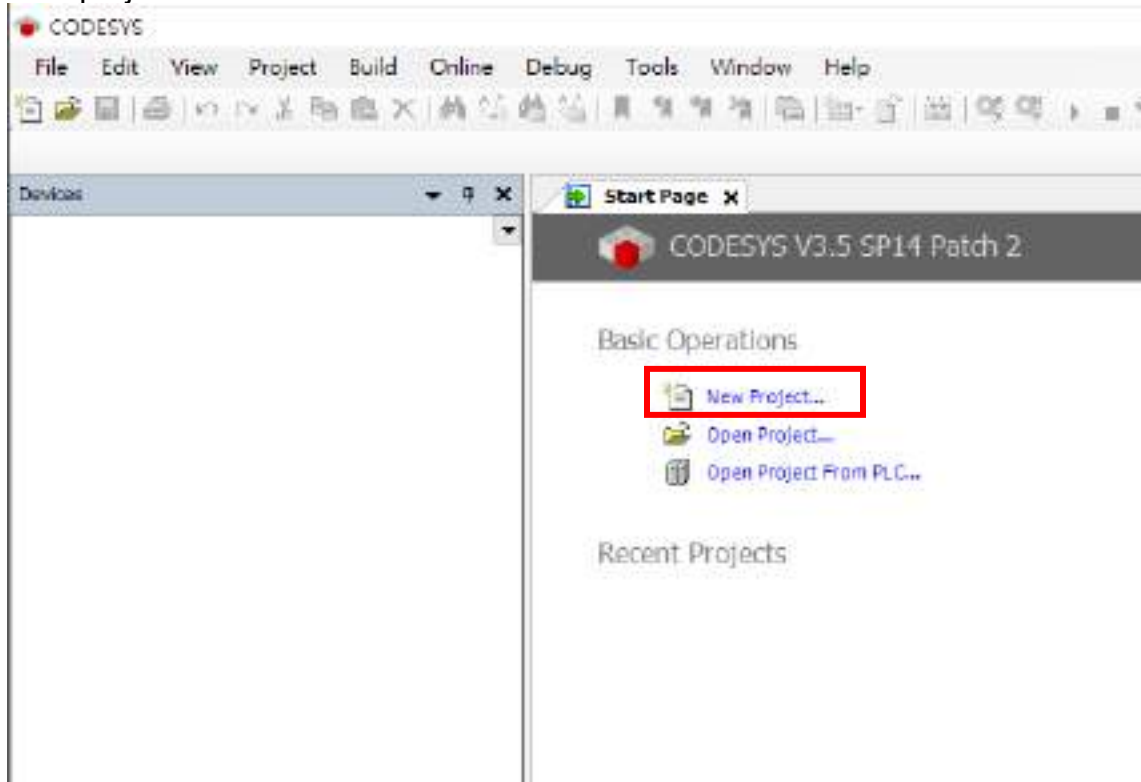 CODESYS
File Edit View Project Build Online Debug Tools Window Help
Devices
Start Page
CODESYS V3.5 SP14 Patch 2
Basic Operations
New Project...
Open Project...
Open Project From PLC...
Recent Projects